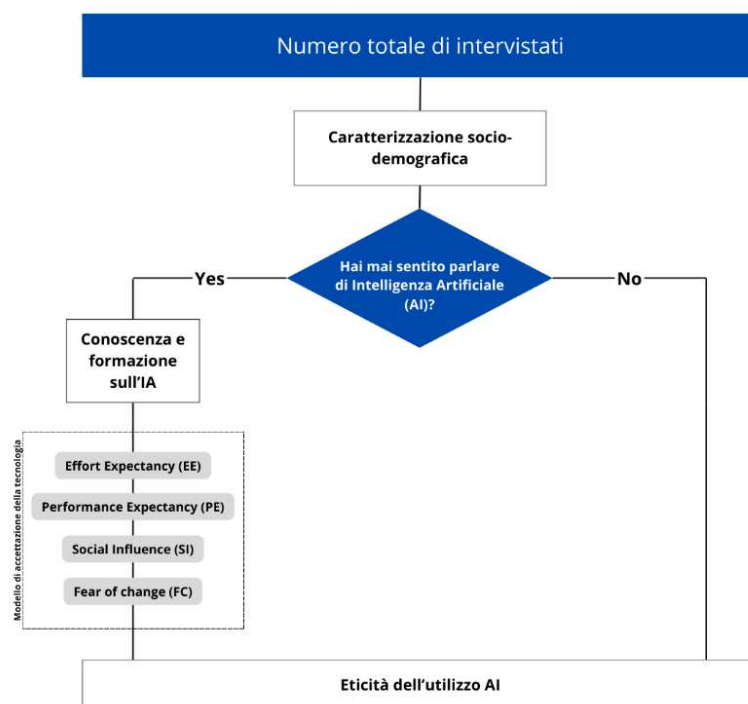 Numero totale di intervistati
Caratterizzazione socio-
demografica
Hai mai sentito parlare
di Intelligenza Artificiale
(AI)?
Yes
No
Conoscenza e
formazione
sull'IA
Modello di accettazione della tecnologia
Effort Expectancy (EE)
Performance Expectancy (PE)
Social Influence (SI)
Fear of change (FC)
Eticità dell'utilizzo AI